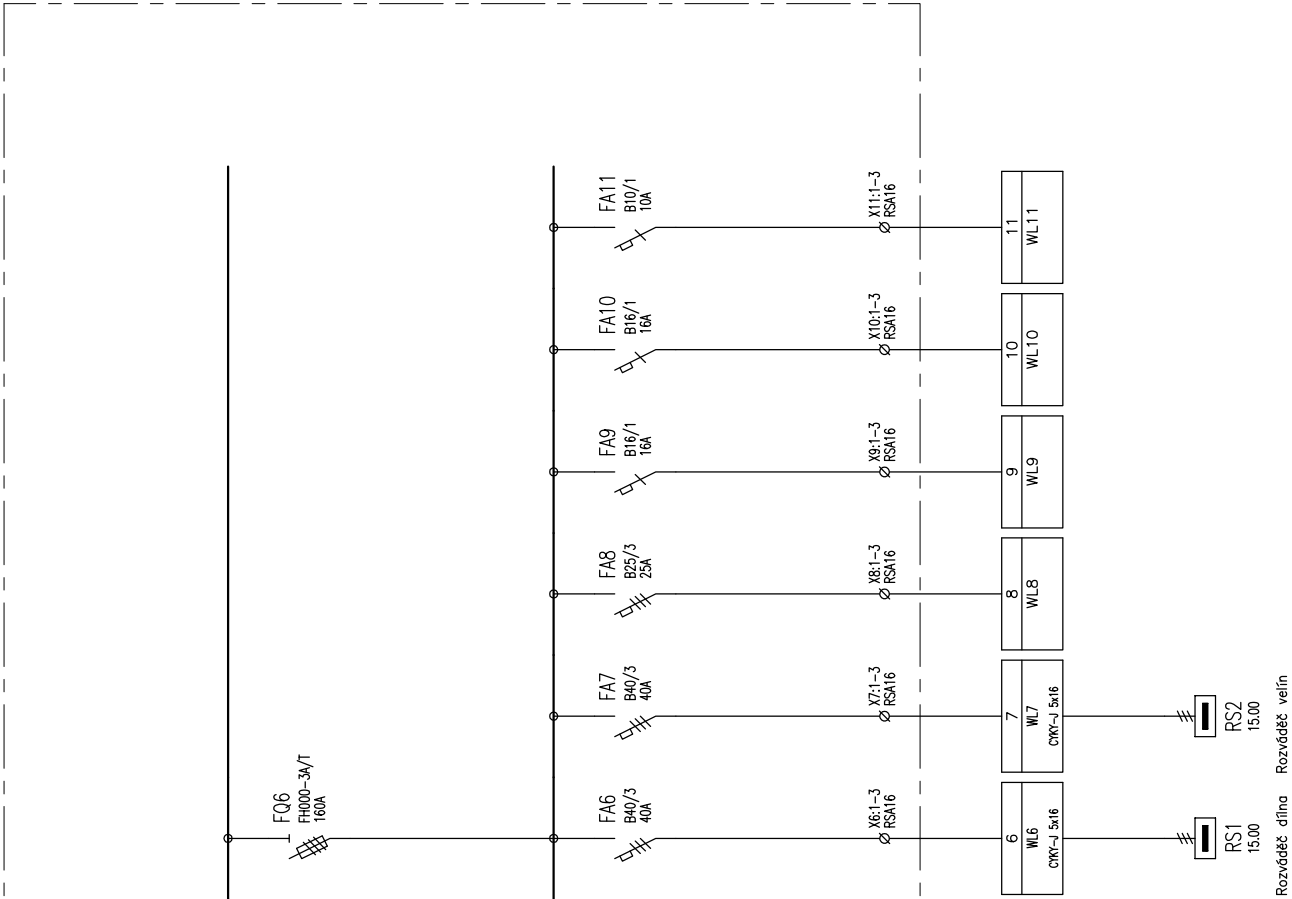 FQ6
FH000-3A/T
160A
FA6
B40/3
40A
X6:1-3
RSA16
6
WL6
CYKY-J 5x16
RS1
15.00
Rozváděč dílna
FA7
B40/3
40A
X7:1-3
RSA16
7
WL7
CYKY-J 5x16
RS2
15.00
Rozváděč velín
FA8
B25/3
25A
X8:1-3
RSA16
8
WL8
FA9
B16/1
16A
X9:1-3
RSA16
9
WL9
FA10
B16/1
16A
X10:1-3
RSA16
10
WL10
FA11
B10/1
10A
X11:1-3
RSA16
11
WL11